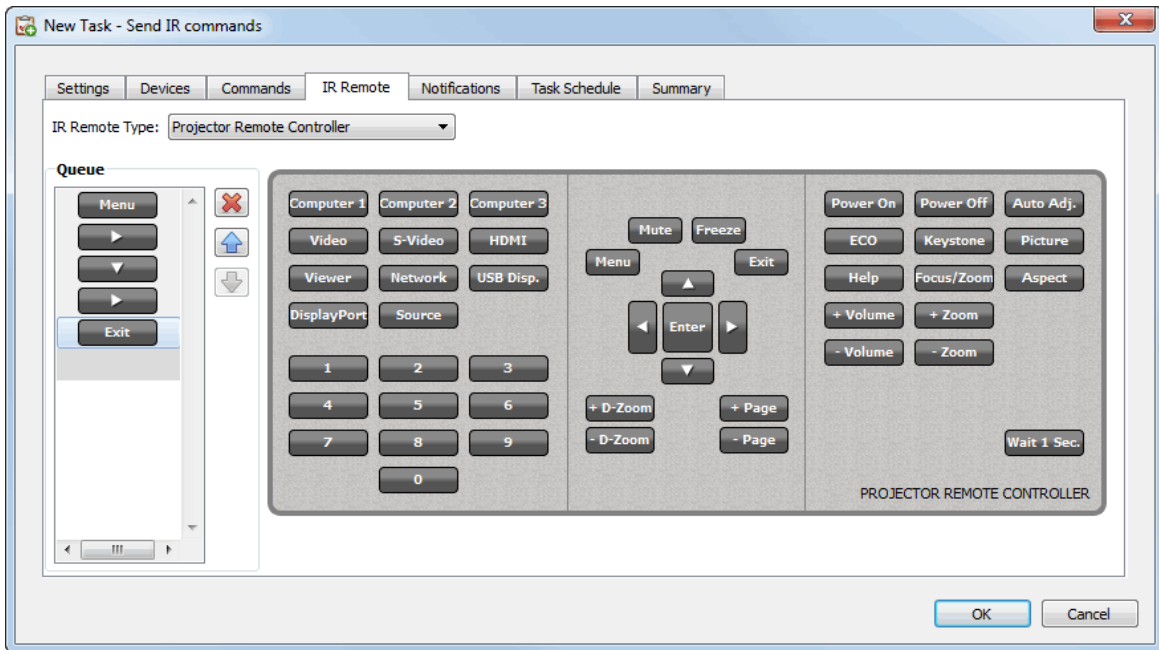 New Task - Send IR commands
Settings Devices Commands IR Remote Notifications Task Schedule Summary
IR Remote Type: Projector Remote Controller
Queue
Menu
Exit
Computer 1 Computer 2 Computer 3
Video S-Video HDMI
Viewer Network USB Disp.
DisplayPort Source
1 2 3
4 5 6
7 8 9
0
Mute Freeze
Menu Exit
Enter
+ D-Zoom + Page
- D-Zoom - Page
Power On Power Off Auto Adj.
ECO Keystone Picture
Help Focus/Zoom Aspect
+ Volume + Zoom
- Volume - Zoom
Wait 1 Sec.
PROJECTOR REMOTE CONTROLLER
OK Cancel